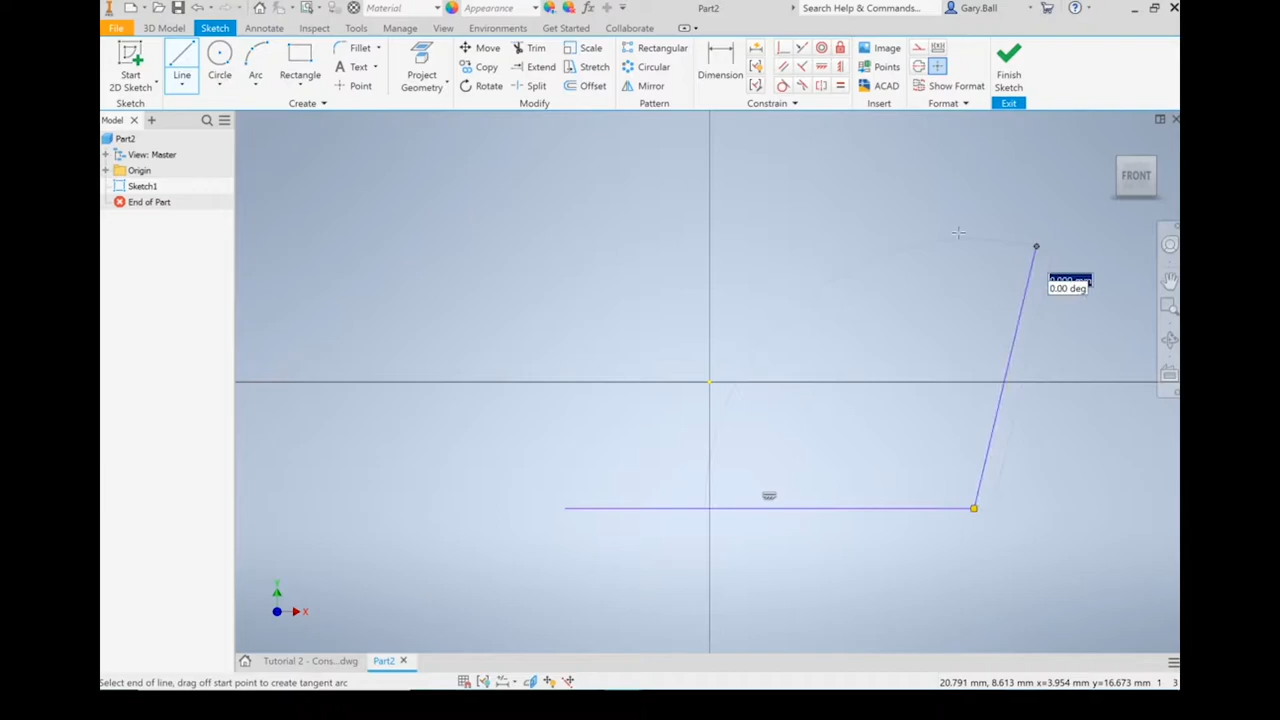 Material
Appearance
Part2
Search Help & Commands...
Gary.Ball
File
3D Model
Sketch
Annotate
Inspect
Tools
Manage
View
Environments
Get Started
Collaborate
Start
2D Sketch
Line
Circle
Arc
Rectangle
Fillet
Text
Point
Project
Geometry
Move
Copy
Rotate
Trim
Extend
Split
Scale
Stretch
Offset
Rectangular
Circular
Mirror
Dimension
Image
Points
ACAD
Show Format
Finish
Sketch
Sketch
Create
Modify
Pattern
Constrain
Insert
Format
Exit
Model
Part2
View: Master
Origin
Sketch1
End of Part
FRONT
0.00 deg
Y
X
Tutorial 2 - Cons...dwg
Part2
Select end of line, drag off start point to create tangent arc
20.791 mm, 8.613 mm x=3.954 mm y=16.673 mm 1 3